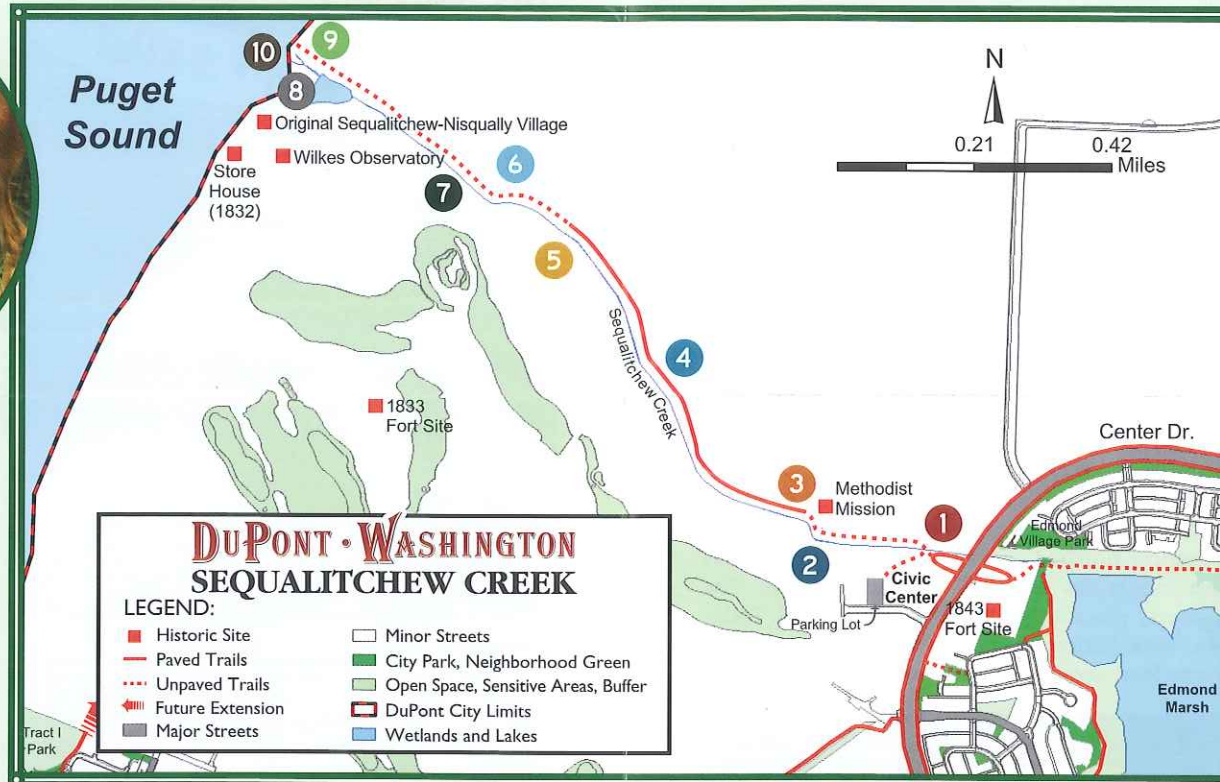 10
9
8
Puget
Sound
Original Sequalitchew-Nisqually Village
Wilkes Observatory
Store
House
(1832)
7
6
5
N
0.21
0.42
Miles
4
Sequalitchew Creek
1833
Fort Site
Center Dr.
3
Methodist
Mission
1
2
Edmond
Village Park
Civic
Center
Parking Lot
1843
Fort Site
Edmond
Marsh
DUPONT · WASHINGTON
SEQUALITCHEW CREEK
LEGEND:
Historic Site
Paved Trails
Unpaved Trails
Future Extension
Major Streets
Minor Streets
City Park, Neighborhood Green
Open Space, Sensitive Areas, Buffer
DuPont City Limits
Wetlands and Lakes
Tract I
Park